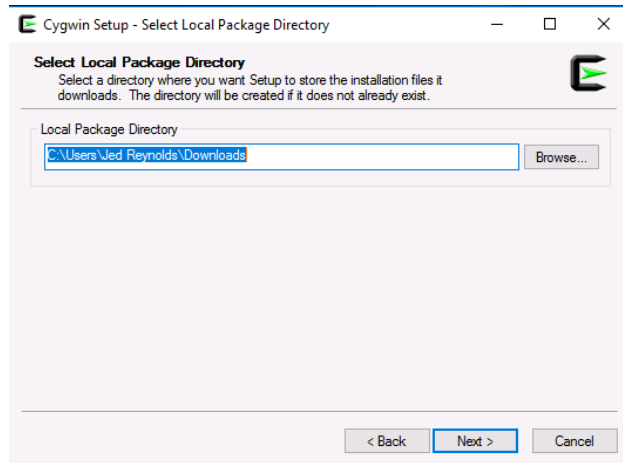 Cygwin Setup - Select Local Package Directory
Select Local Package Directory
Select a directory where you want Setup to store the installation files it
downloads. The directory will be created if it does not already exist.
Local Package Directory
C:\Users\Jed Reynolds\Downloads
Browse...
< Back
Next >
Cancel